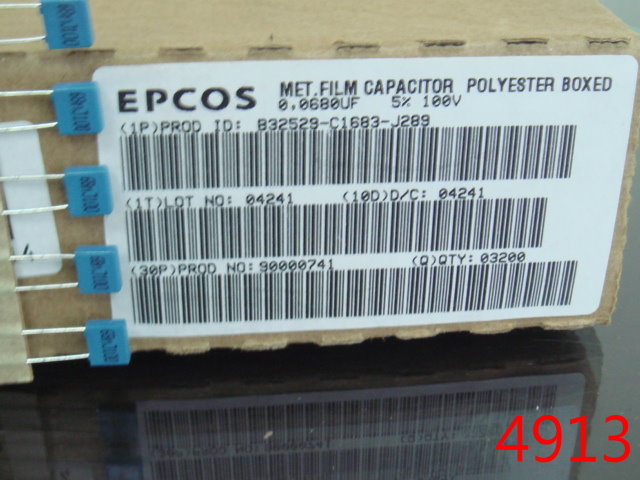 EPCOS
MET.FILM CAPACITOR POLYESTER BOXED
0,0680UF 5% 100V
(1P)PROD ID: B32529-C1683-J289
(1T)LOT NO: 04241 (10D)D/C: 04241
(30P)PROD NO: 90000741 (Q)QTY: 03200
4
4913